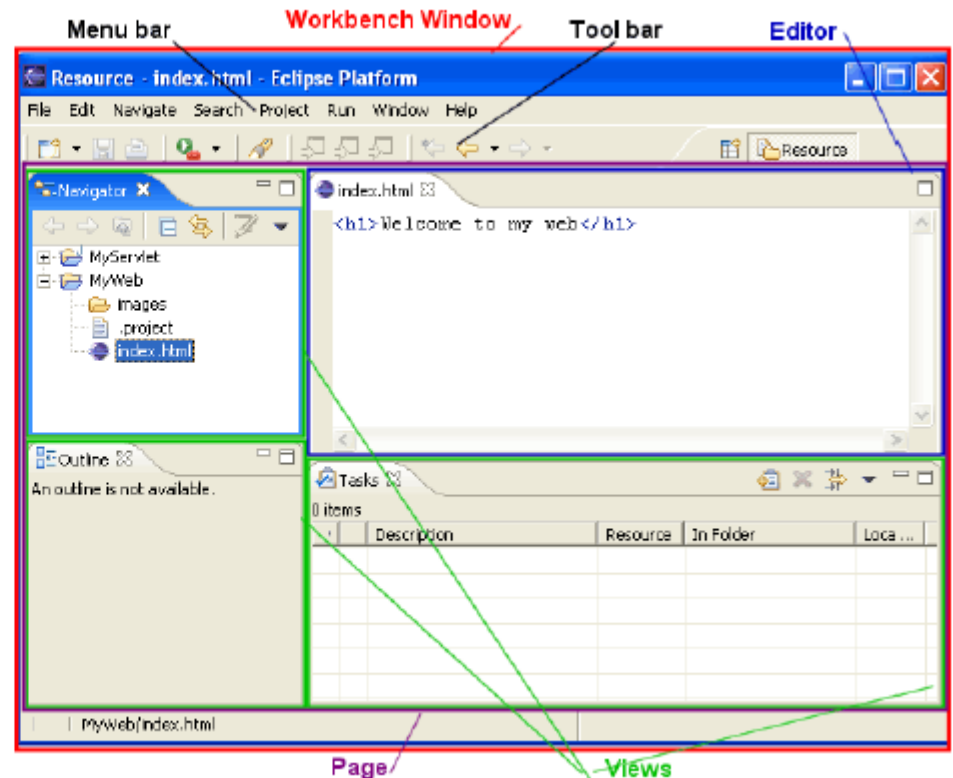 Menu bar
Workbench Window
Tool bar
Editor
Resource - index.html - Eclipse Platform
File Edit Navigate Search Project Run Window Help
Resource
Navigator
index.html
<h1>Welcome to my web</h1>
MyServlet
MyWeb
images
.project
index.html
Outline
An outline is not available.
Tasks
0 items
Description Resource In Folder Loca ...
MyWeb/index.html
Page
Views